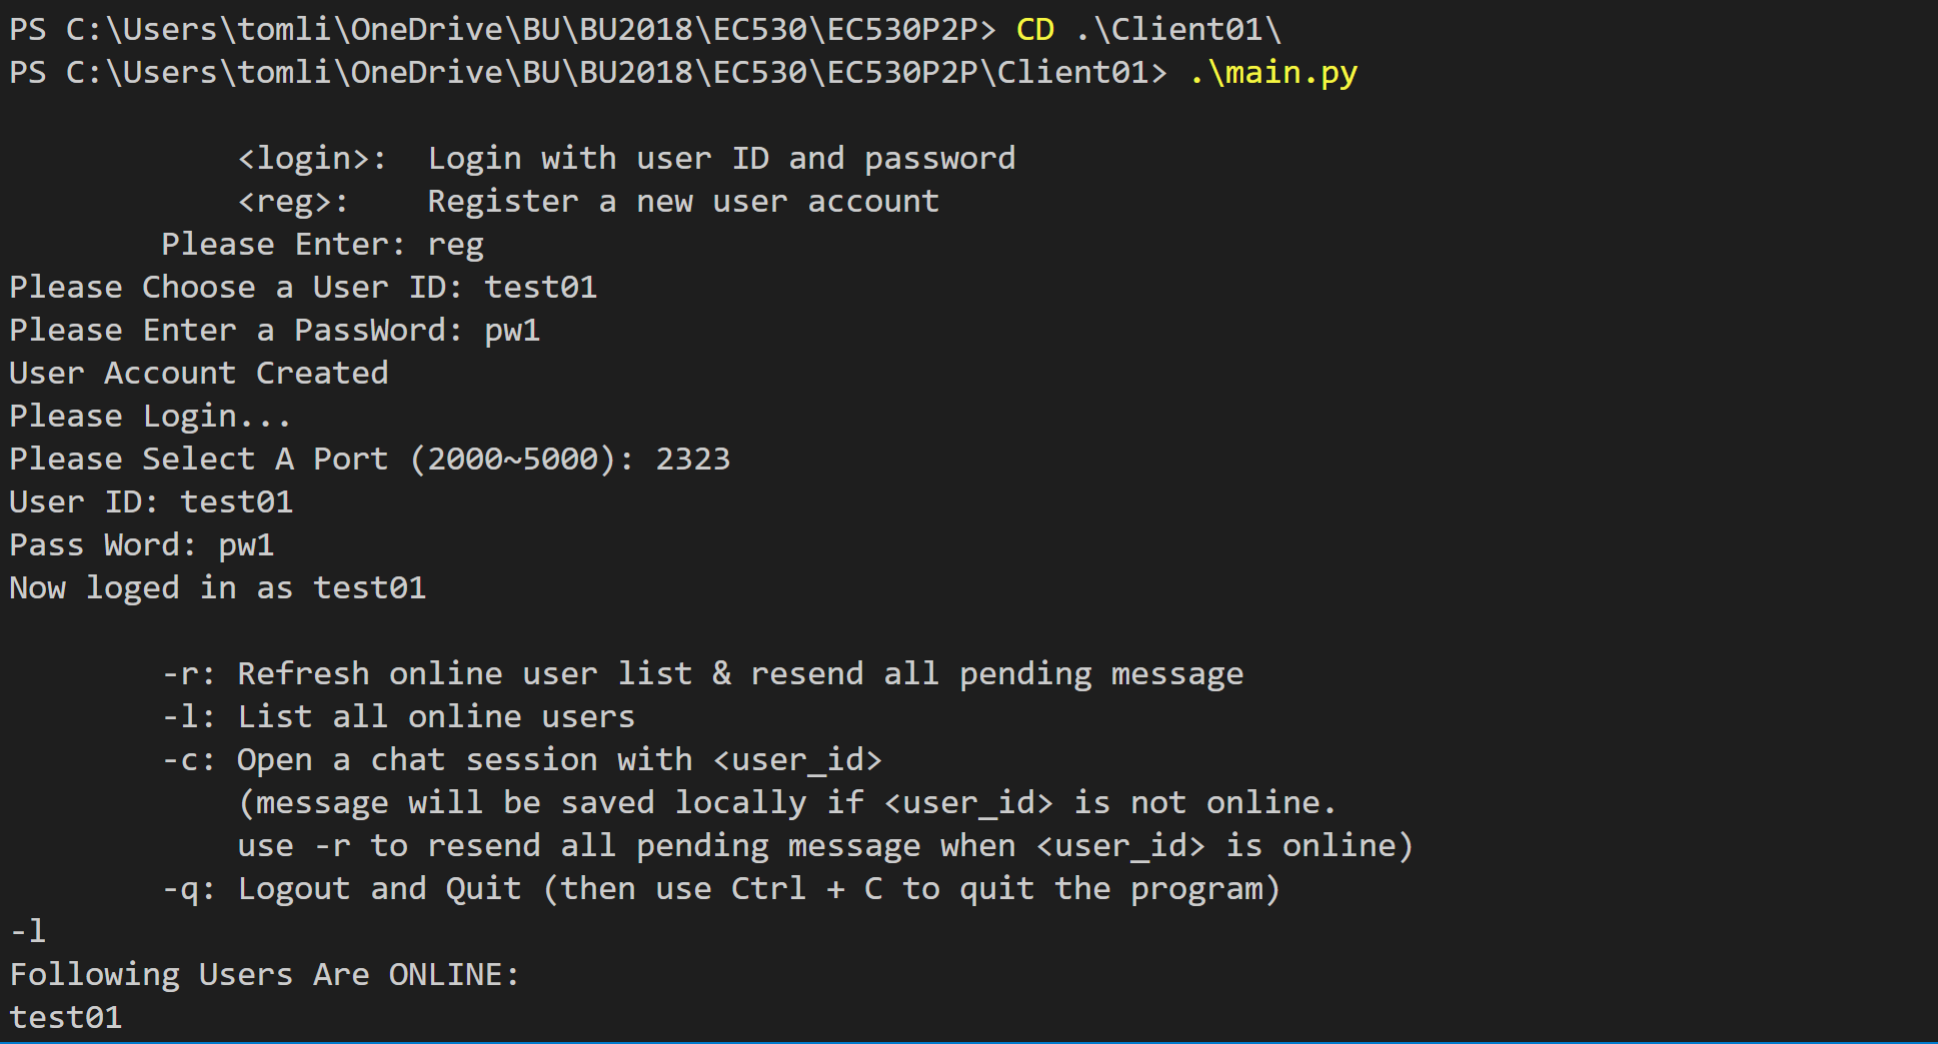 PS C:\Users\tomli\OneDrive\BU\BU2018\EC530\EC530P2P> CD .\Client01\
PS C:\Users\tomli\OneDrive\BU\BU2018\EC530\EC530P2P\Client01> .\main.py
<login>:  Login with user ID and password
<reg>:    Register a new user account
Please Enter: reg
Please Choose a User ID: test01
Please Enter a PassWord: pw1
User Account Created
Please Login...
Please Select A Port (2000~5000): 2323
User ID: test01
Pass Word: pw1
Now loged in as test01
-r: Refresh online user list & resend all pending message
-l: List all online users
-c: Open a chat session with <user_id>
(message will be saved locally if <user_id> is not online.
use -r to resend all pending message when <user_id> is online)
-q: Logout and Quit (then use Ctrl + C to quit the program)
-l
Following Users Are ONLINE:
test01